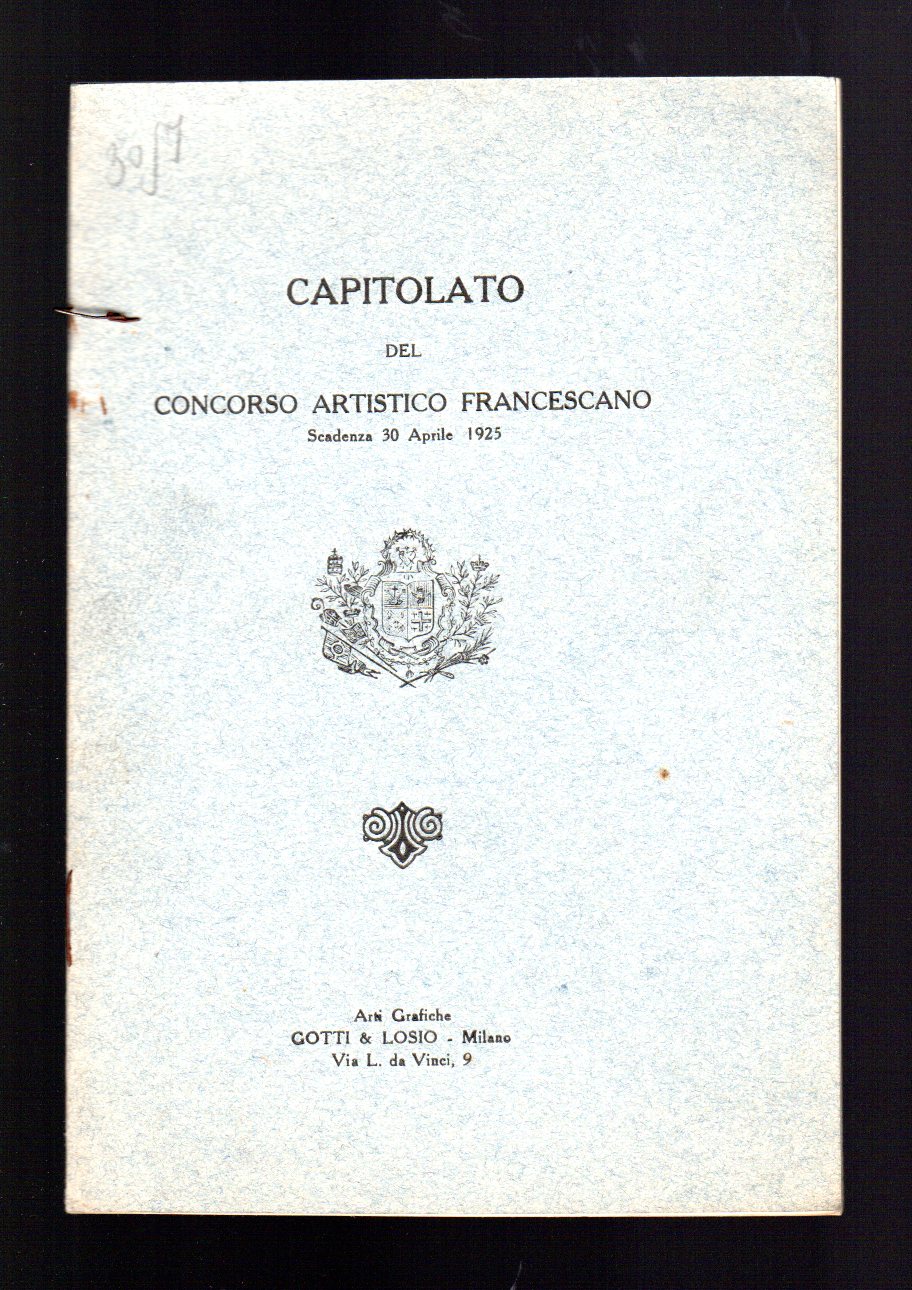 CAPITOLATO
DEL
CONCORSO ARTISTICO FRANCESCANO
Scadenza 30 Aprile 1925
Arti Grafiche
GOTTI & LOSIO - Milano
Via L. da Vinci, 9